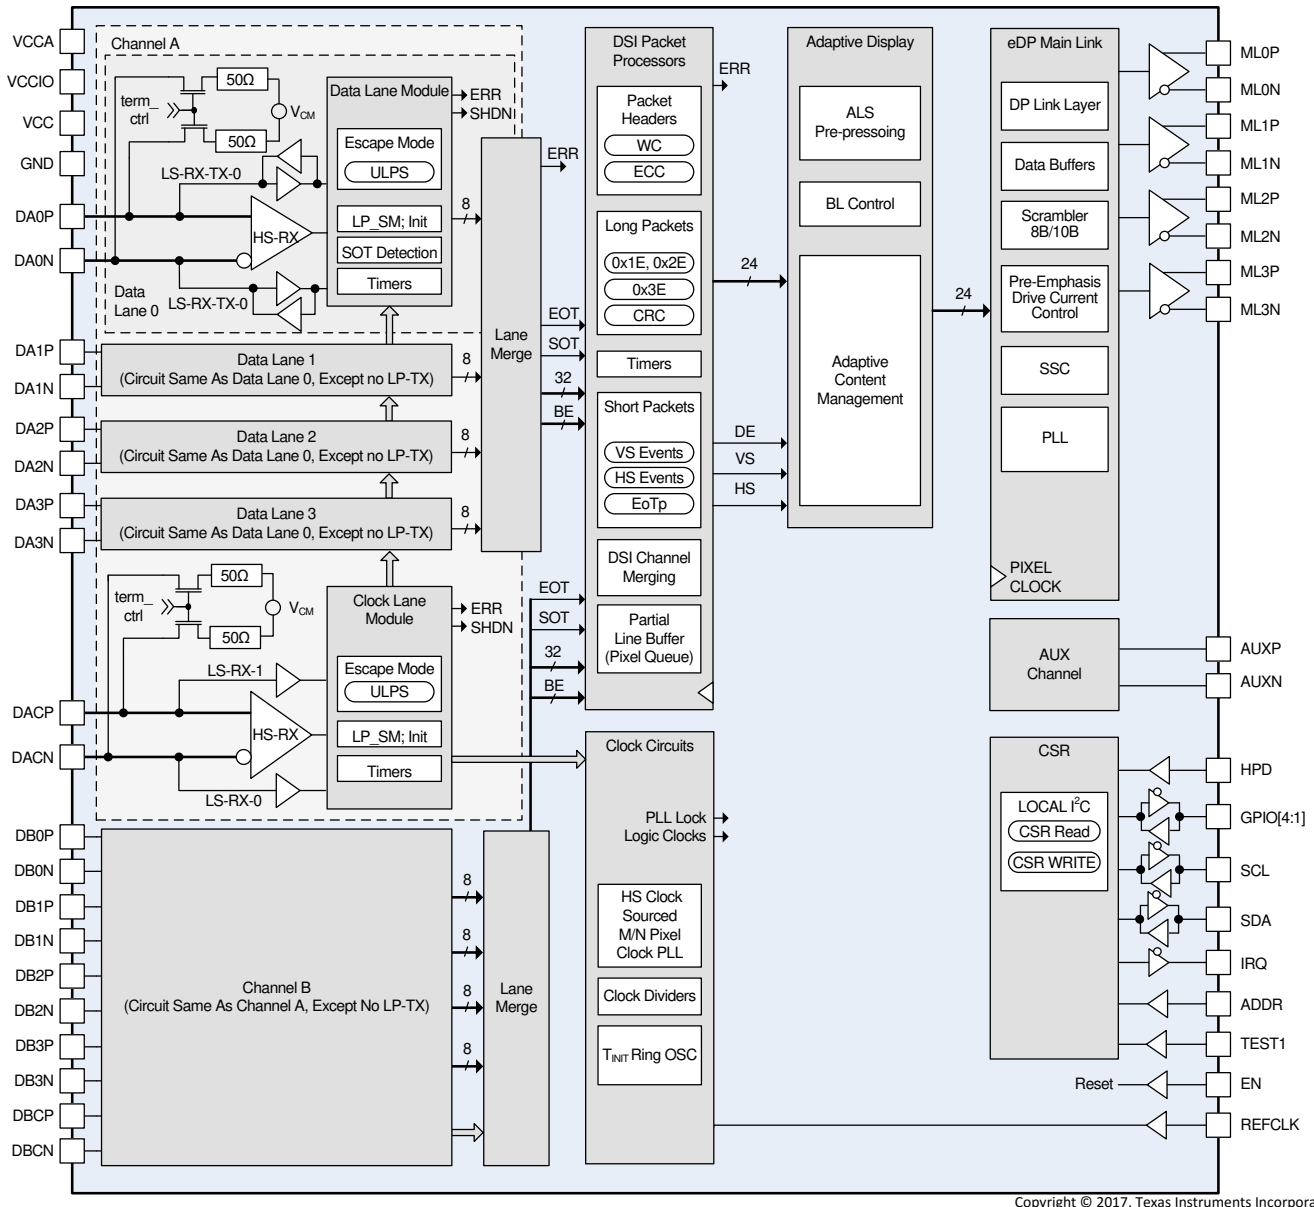 VCCA
VCCIO
VCC
GND
DA0P
DA0N
DA1P
DA1N
DA2P
DA2N
DA3P
DA3N
DACP
DACN
DB0P
DB0N
DB1P
DB1N
DB2P
DB2N
DB3P
DB3N
DBCP
DBCN
Channel A
50Ω
term_
ctrl
VCM
50Ω
LS-RX-TX-0
HS-RX
LS-RX-TX-0
Data
Lane 0
Data Lane Module
Escape Mode
ULPS
LP_SM; Init
SOT Detection
Timers
ERR
SHDN
8
Data Lane 1
(Circuit Same As Data Lane 0, Except no LP-TX)
8
Data Lane 2
(Circuit Same As Data Lane 0, Except no LP-TX)
8
Data Lane 3
(Circuit Same As Data Lane 0, Except no LP-TX)
8
50Ω
term_
ctrl
VCM
50Ω
LS-RX-1
HS-RX
LS-RX-0
Clock Lane
Module
Escape Mode
ULPS
LP_SM; Init
Timers
ERR
SHDN
Channel B
(Circuit Same As Channel A, Except No LP-TX)
8
8
8
8
Lane
Merge
Lane
Merge
ERR
EOT
SOT
32
BE
EOT
SOT
32
BE
DSI Packet
Processors
Packet
Headers
WC
ECC
Long Packets
0x1E, 0x2E
0x3E
CRC
Timers
Short Packets
VS Events
HS Events
EoTp
DSI Channel
Merging
Partial
Line Buffer
(Pixel Queue)
ERR
24
DE
VS
HS
Clock Circuits
PLL Lock
Logic Clocks
HS Clock
Sourced
M/N Pixel
Clock PLL
Clock Dividers
TINIT Ring OSC
Adaptive Display
ALS
Pre-pressoing
BL Control
Adaptive
Content
Management
24
eDP Main Link
DP Link Layer
Data Buffers
Scrambler
8B/10B
Pre-Emphasis
Drive Current
Control
SSC
PLL
PIXEL
CLOCK
AUX
Channel
CSR
LOCAL I²C
CSR Read
CSR WRITE
Reset
ML0P
ML0N
ML1P
ML1N
ML2P
ML2N
ML3P
ML3N
AUXP
AUXN
HPD
GPIO[4:1]
SCL
SDA
IRQ
ADDR
TEST1
EN
REFCLK
Copyright © 2017, Texas Instruments Incorpora